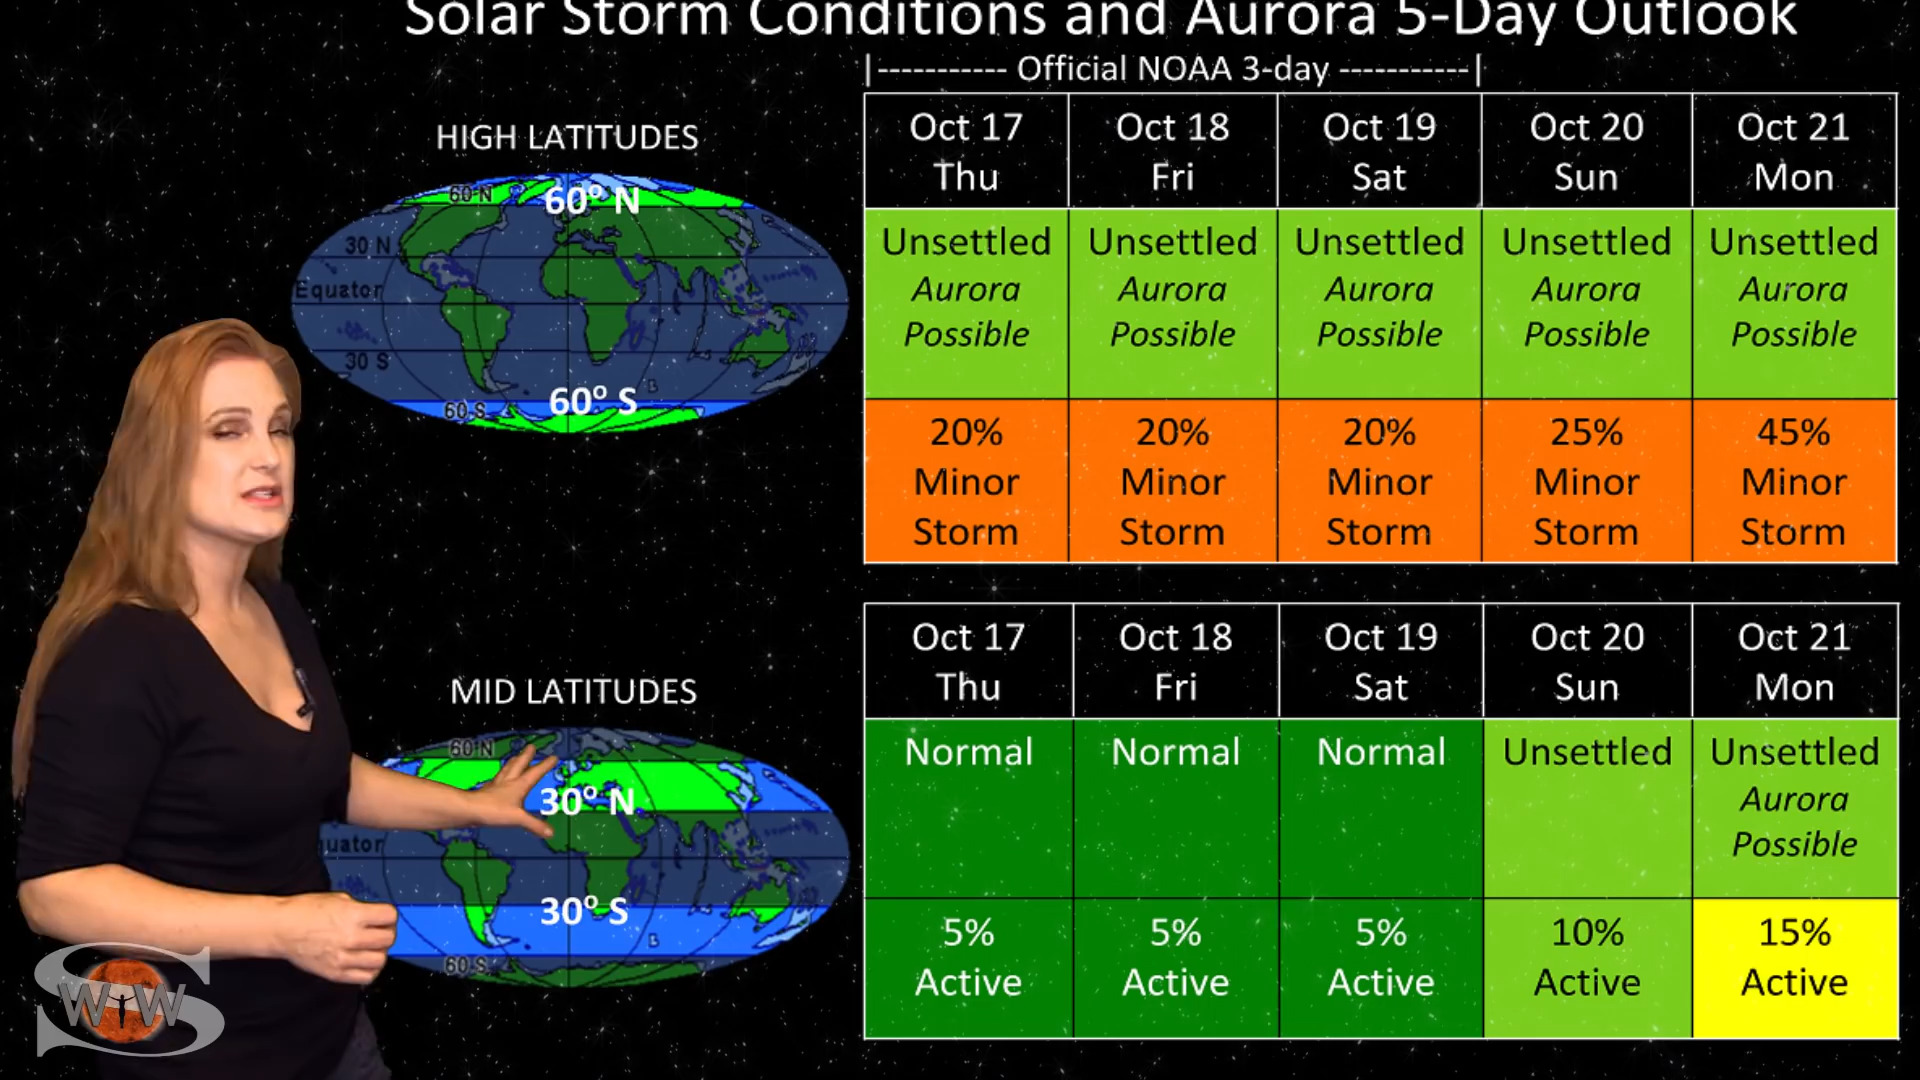 Solar Storm Conditions and Aurora 5-Day Outlook
|----------- Official NOAA 3-day -----------|
HIGH LATITUDES
60 N
60º N
30 N
Equator
30 S
60 S
60º S
Oct 17 Oct 18 Oct 19 Oct 20 Oct 21
Thu Fri Sat Sun Mon
Unsettled Unsettled Unsettled Unsettled Unsettled
Aurora Aurora Aurora Aurora Aurora
Possible Possible Possible Possible Possible
20% 20% 20% 25% 45%
Minor Minor Minor Minor Minor
Storm Storm Storm Storm Storm
MID LATITUDES
60 N
30º N
uator
30º S
60 S
Oct 17 Oct 18 Oct 19 Oct 20 Oct 21
Thu Fri Sat Sun Mon
Normal Normal Normal Unsettled Unsettled
Aurora
Possible
5% 5% 5% 10% 15%
Active Active Active Active Active
SWTW